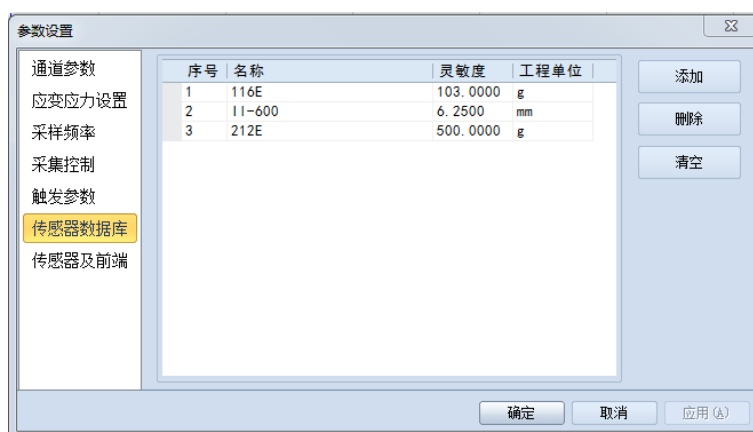 参数设置
通道参数
应变应力设置
采样频率
采集控制
触发参数
传感器数据库
传感器及前端
序号 名称 灵敏度 工程单位
1 116E 103.0000 g
2 II-600 6.2500 mm
3 212E 500.0000 g
添加
删除
清空
确定 取消 应用(A)